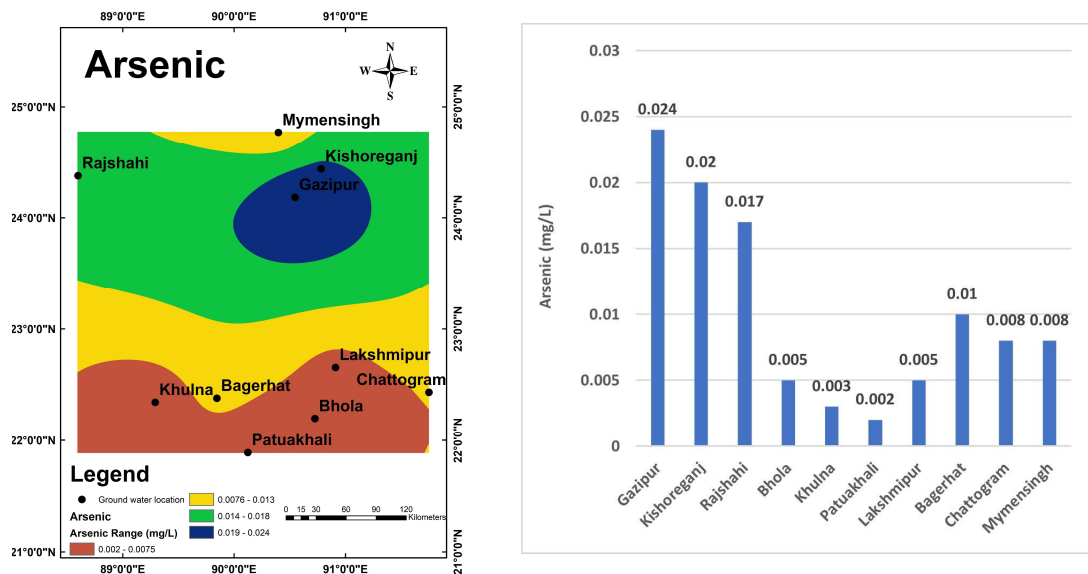 89°0'0"E 90°0'0"E 91°0'0"E
Arsenic
N
W E
S
25°0'0"N 25°0'0"N
Mymensingh
Rajshahi
Kishoreganj
Gazipur
24°0'0"N 24°0'0"N
23°0'0"N 23°0'0"N
Lakshmipur
Chattogram
Khulna
Bagerhat
Bhola
22°0'0"N 22°0'0"N
Patuakhali
Legend
Ground water location
Arsenic
Arsenic Range (mg/L)
0.002 - 0.0075
0.0076 - 0.013
0.014 - 0.018
0.019 - 0.024
0 15 30 60 90 120
Kilometers
21°0'0"N 21°0'0"N
89°0'0"E 90°0'0"E 91°0'0"E
Arsenic (mg/L)
0.03
0.025
0.02
0.015
0.01
0.005
0
0.024
0.02
0.017
0.005
0.003
0.002
0.005
0.01
0.008
0.008
Gazipur
Kishoreganj
Rajshahi
Bhola
Khulna
Patuakhali
Lakshmipur
Bagerhat
Chattogram
Mymensingh